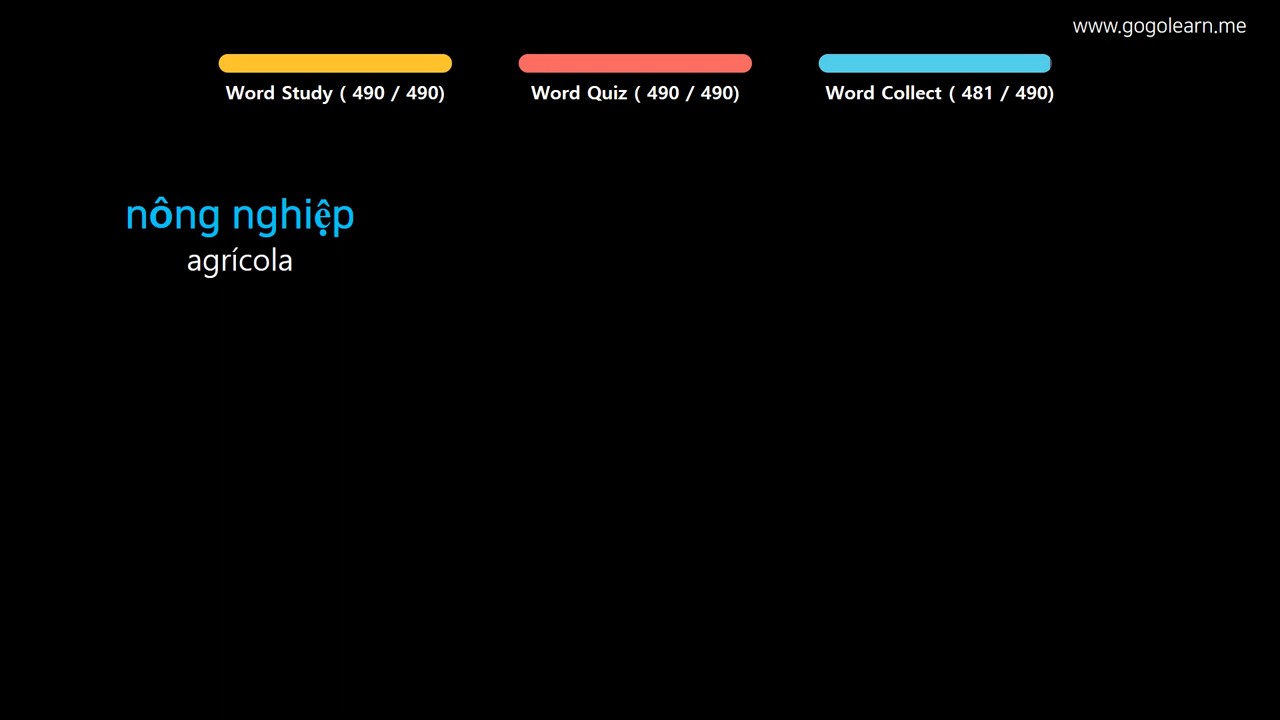 www.gogolearn.me
Word Study ( 490 / 490)
Word Quiz ( 490 / 490)
Word Collect ( 481 / 490)
nông nghiệp
agrícola